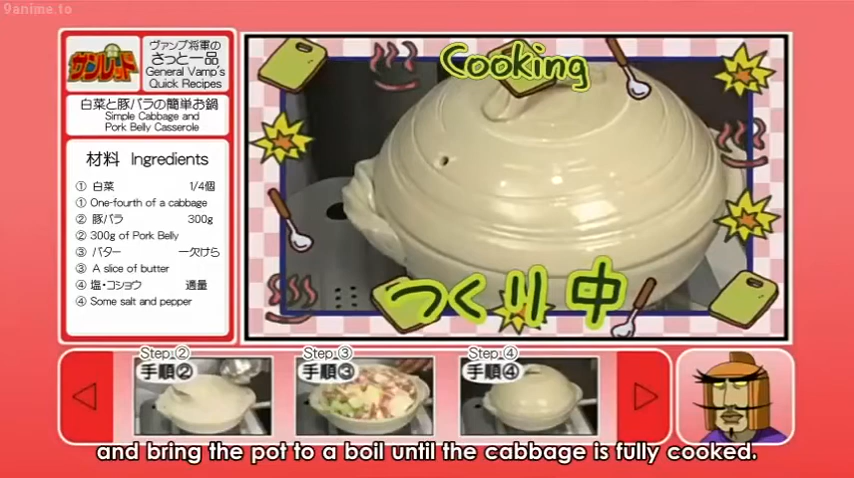 9anime.to
サンレッド
ヴァンプ将軍の
さっと一品
General Vamp's
Quick Recipes
白菜と豚バラの簡単お鍋
Simple Cabbage and
Pork Belly Casserole
材料 Ingredients
① 白菜 1/4個
① One-fourth of a cabbage
② 豚バラ 300g
② 300g of Pork Belly
③ バター 一欠けら
③ A slice of butter
④ 塩・コショウ 適量
④ Some salt and pepper
Cooking
つくり中
Step ②
手順②
Step ③
手順③
Step ④
手順④
and bring the pot to a boil until the cabbage is fully cooked.